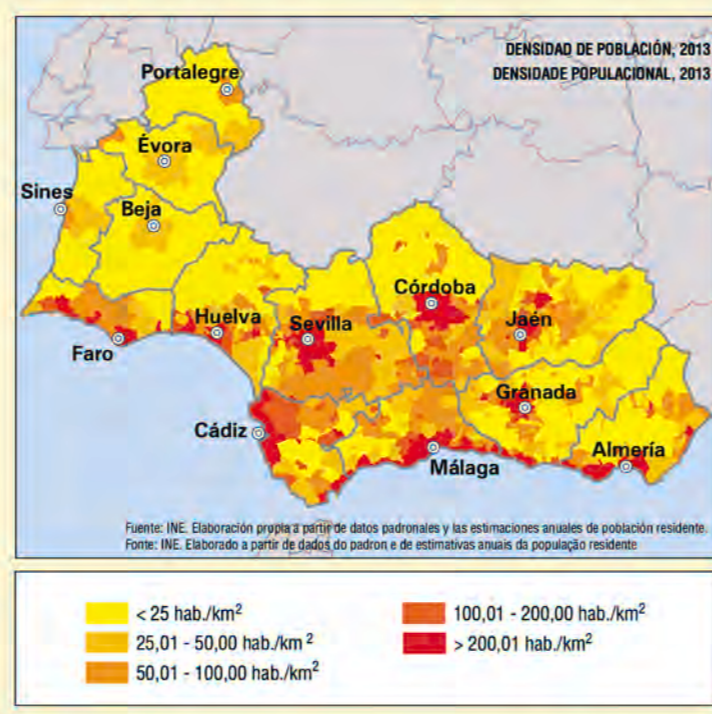 DENSIDAD DE POBLACIÓN, 2013
DENSIDADE POPULACIONAL, 2013
Portalegre
Évora
Sines
Beja
Córdoba
Huelva
Sevilla
Jaén
Faro
Granada
Cádiz
Almería
Málaga
Fuente: INE. Elaboración propia a partir de datos padronales y las estimaciones anuales de población residente.
Fonte: INE. Elaborado a partir de dados do padron e de estimativas anuais da população residente
< 25 hab./km²
25,01 - 50,00 hab./km ²
50,01 - 100,00 hab./km²
100,01 - 200,00 hab./km²
> 200,01 hab./km²